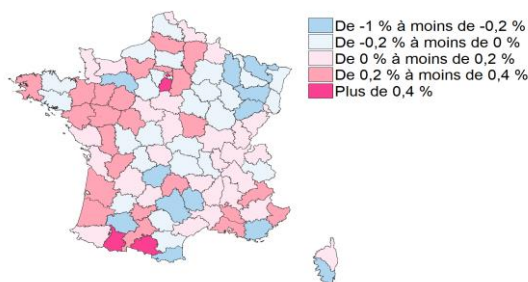 De -1 % à moins de -0,2 %
De -0,2 % à moins de 0 %
De 0 % à moins de 0,2 %
De 0,2 % à moins de 0,4 %
Plus de 0,4 %